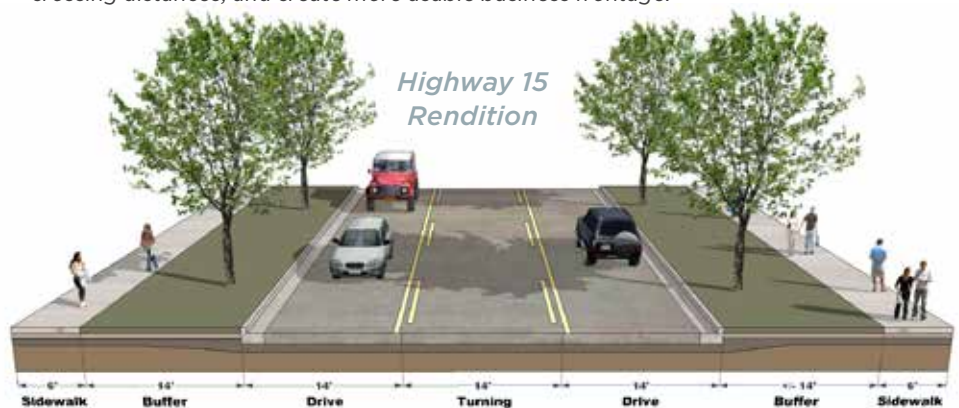 crossing distances, and create more usable business frontage.
Highway 15
Rendition
6' 14' 14' 14' 14' 14' 6'
Sidewalk Buffer Drive Turning Drive Buffer Sidewalk